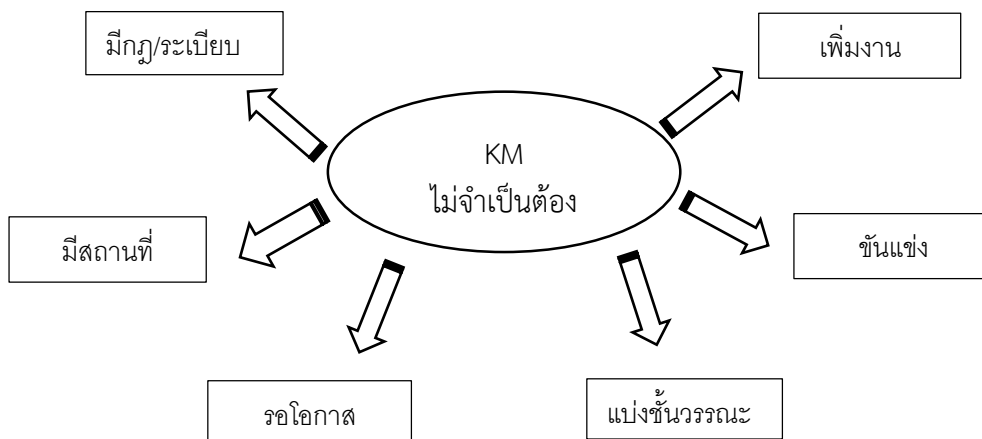 มีกฎ/ระเบียบ
เพิ่มงาน
KM
ไม่จำเป็นต้อง
มีสถานที่
ขันแข่ง
รอโอกาส
แบ่งชั้นวรรณะ